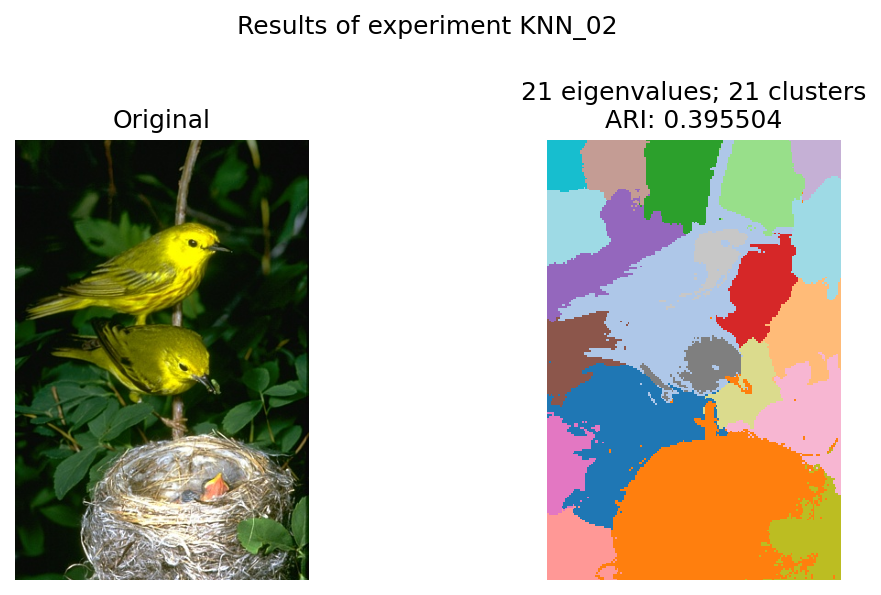 Results of experiment KNN_02
Original
21 eigenvalues; 21 clusters
ARI: 0.395504